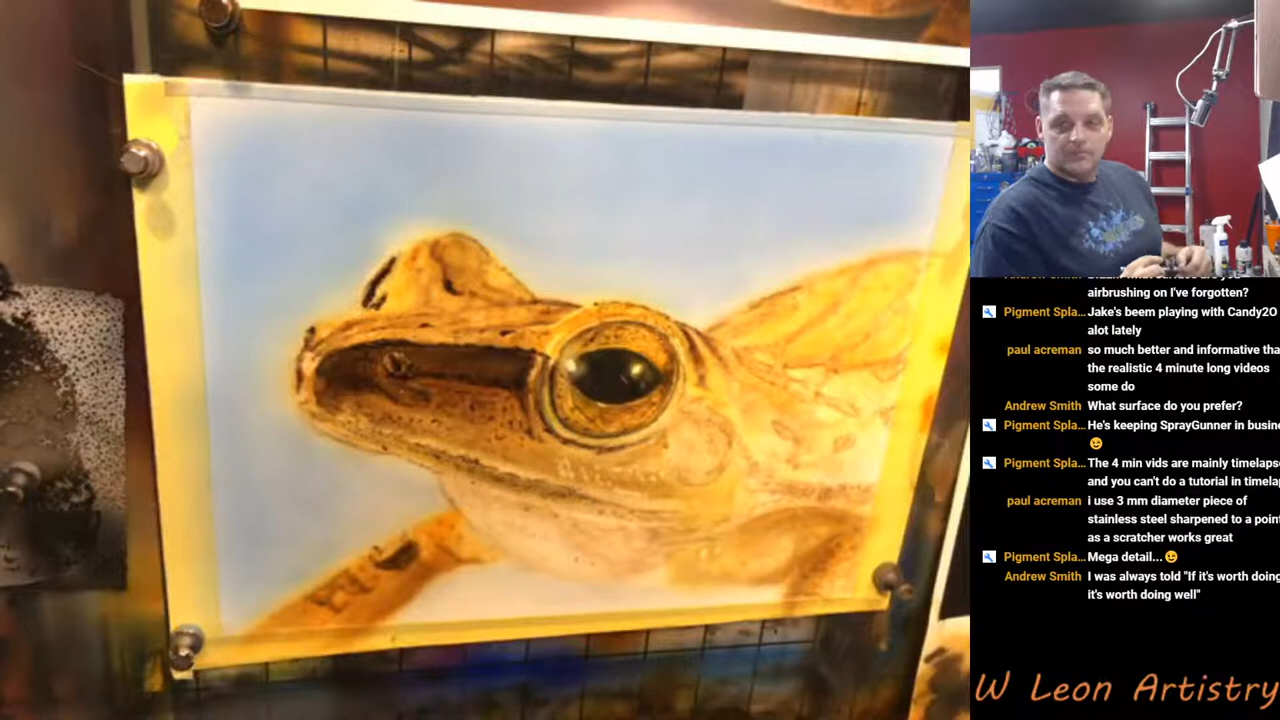 airbrushing on I've forgotten?
Pigment Spla... Jake's beem playing with Candy2O
alot lately
paul acreman so much better and informative tha
the realistic 4 minute long videos
some do
Andrew Smith What surface do you prefer?
Pigment Spla... He's keeping SprayGunner in busine
😉
Pigment Spla... The 4 min vids are mainly timelaps
and you can't do a tutorial in timela
paul acreman i use 3 mm diameter piece of
stainless steel sharpened to a point
as a scratcher works great
Pigment Spla... Mega detail... 😉
Andrew Smith I was always told "If it's worth doing
it's worth doing well"
W Leon Artistry